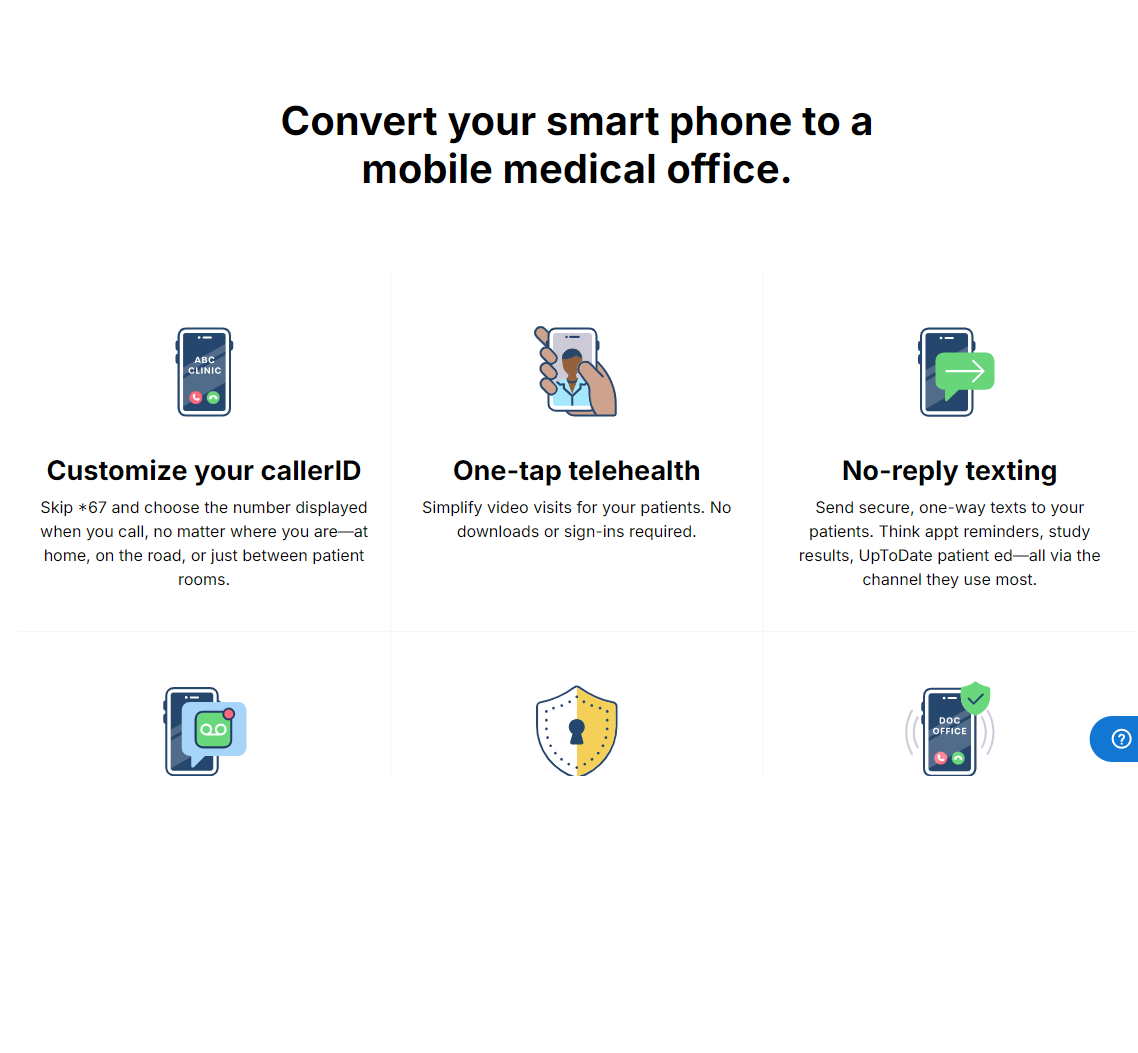 Convert your smart phone to a
mobile medical office.
ABC
CLINIC
Customize your callerID
Skip *67 and choose the number displayed
when you call, no matter where you are—at
home, on the road, or just between patient
rooms.
One-tap telehealth
Simplify video visits for your patients. No
downloads or sign-ins required.
No-reply texting
Send secure, one-way texts to your
patients. Think appt reminders, study
results, UpToDate patient ed—all via the
channel they use most.
DOC
OFFICE